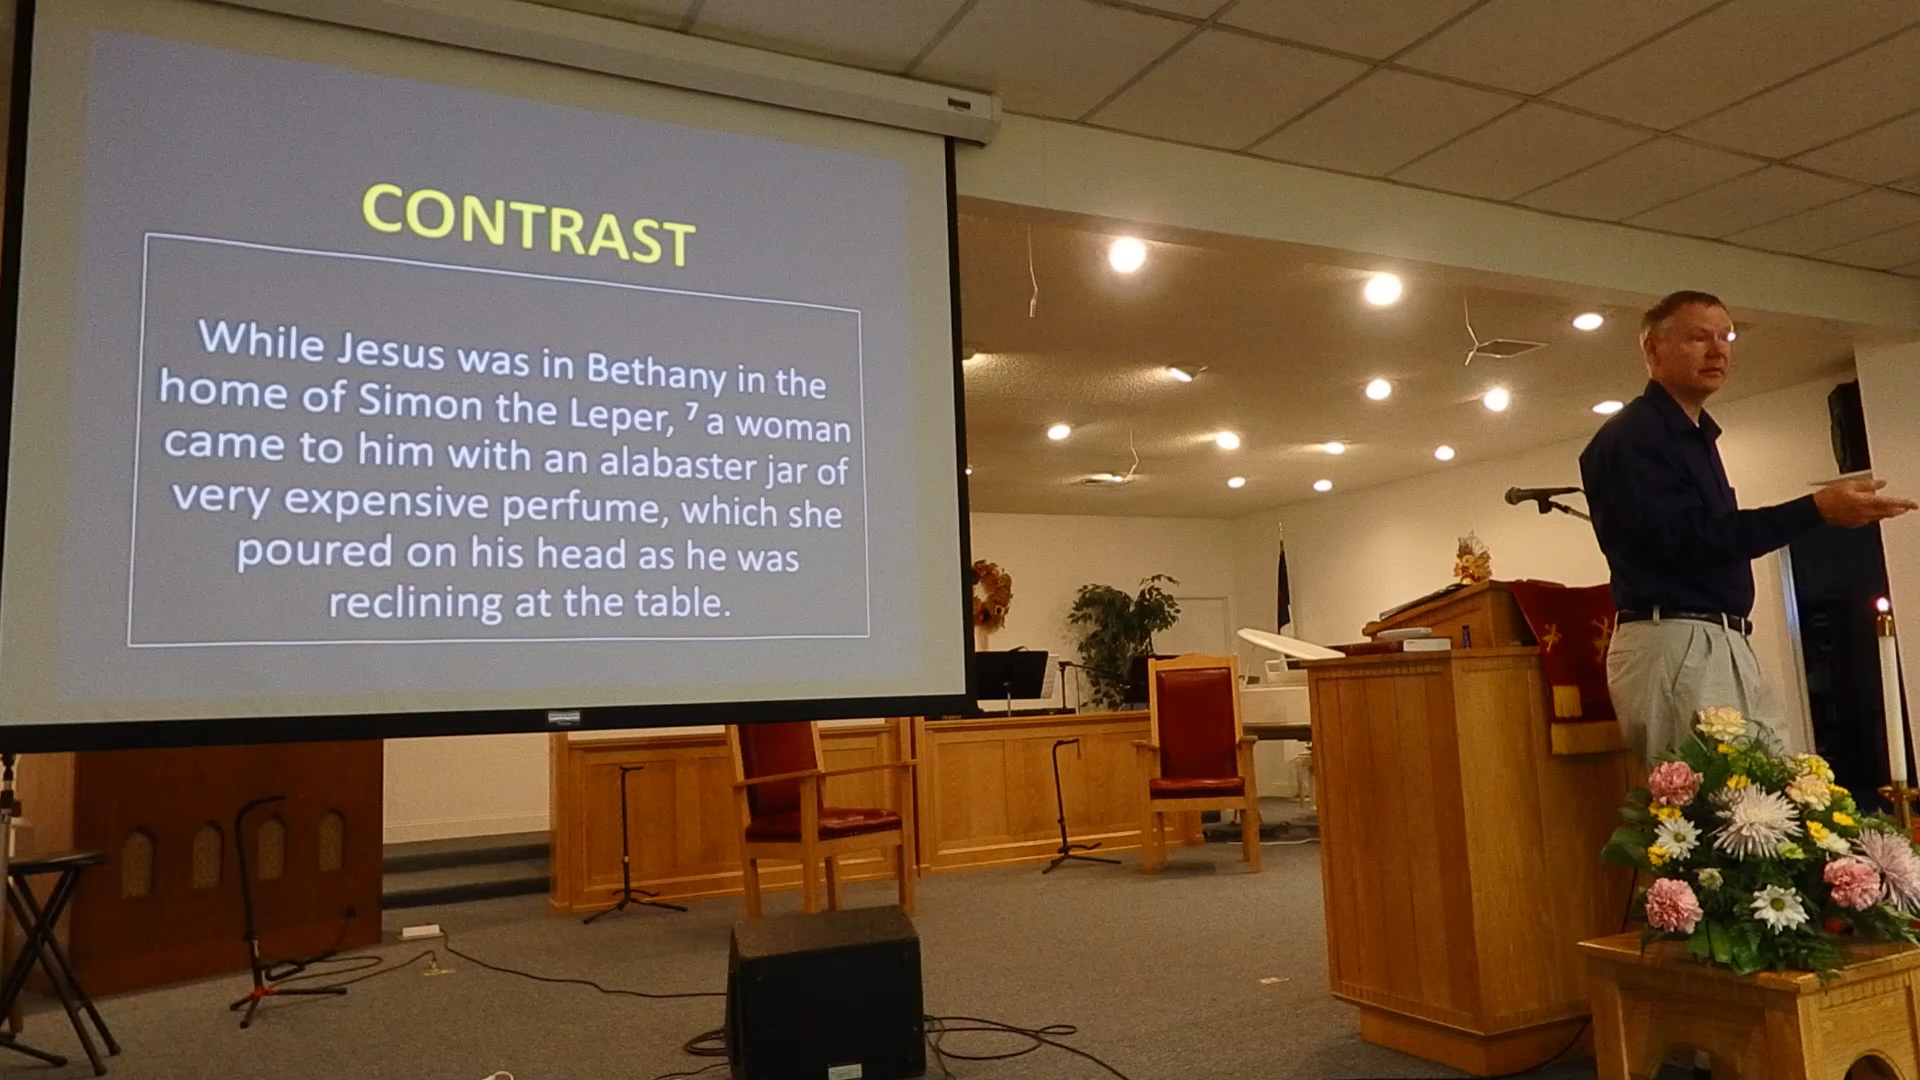 CONTRAST
While Jesus was in Bethany in the
home of Simon the Leper, ⁷ a woman
came to him with an alabaster jar of
very expensive perfume, which she
poured on his head as he was
reclining at the table.